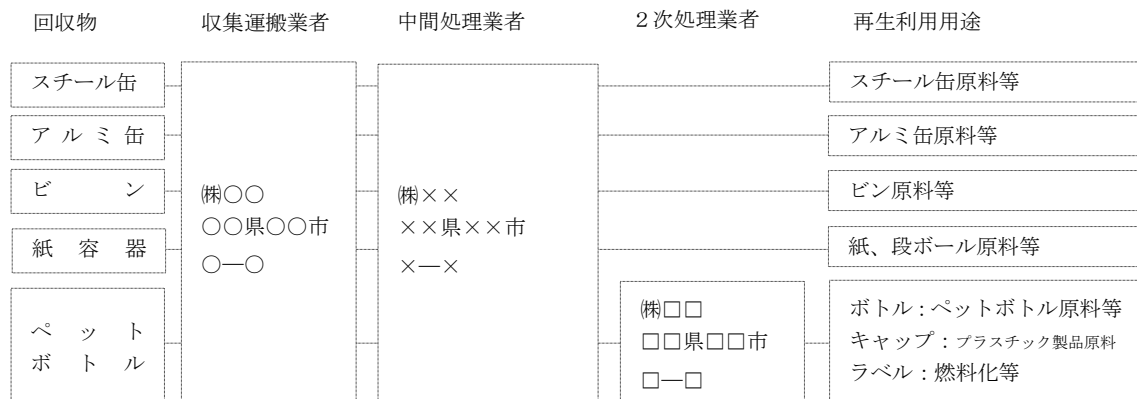 回収物 収集運搬業者 中間処理業者 ２次処理業者 再生利用用途
スチール缶 スチール缶原料等
アルミ缶 アルミ缶原料等
ビン ビン原料等
紙容器 紙、段ボール原料等
㈱○○
○○県○○市
○―○
㈱××
××県××市
×―×
ペット
ボトル
㈱□□
□□県□□市
□―□
ボトル：ペットボトル原料等
キャップ：プラスチック製品原料
ラベル：燃料化等